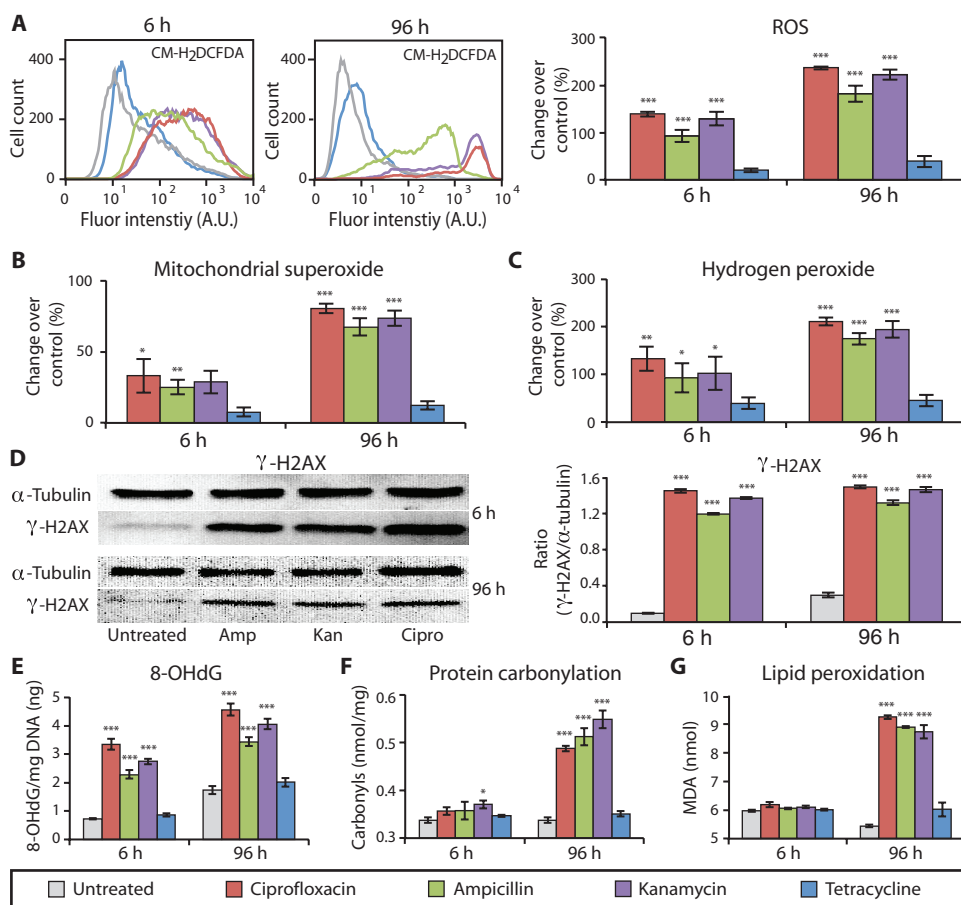 A
6 h
96 h
ROS
CM-H2DCFDA
CM-H2DCFDA
Cell count
400
200
0
10^1 10^2 10^3 10^4
Fluor intenstiy (A.U.)
Cell count
400
200
0
10^1 10^2 10^3 10^4
Fluor intenstiy (A.U.)
Change over
control (%)
300
200
100
0
*** *** ***
*** *** ***
6 h 96 h
B
Mitochondrial superoxide
Change over
control (%)
100
50
0
* **
*** *** ***
6 h 96 h
C
Hydrogen peroxide
Change over
control (%)
300
200
100
0
** * *
*** *** ***
6 h 96 h
D
γ-H2AX
α-Tubulin
γ-H2AX
6 h
α-Tubulin
γ-H2AX
96 h
Untreated Amp Kan Cipro
γ-H2AX
Ratio
(γ-H2AX/α-tubulin)
1.6
1.2
0.6
0.0
*** *** ***
*** *** ***
6 h 96 h
E
8-OHdG
8-OHdG/mg DNA (ng)
5
4
3
2
1
0
*** *** ***
*** *** ***
6 h 96 h
F
Protein carbonylation
Carbonyls (nmol/mg)
0.6
0.5
0.4
0.3
*
*** *** ***
6 h 96 h
G
Lipid peroxidation
MDA (nmol)
10
9
8
7
6
5
*** *** ***
6 h 96 h
Untreated Ciprofloxacin Ampicillin Kanamycin Tetracycline